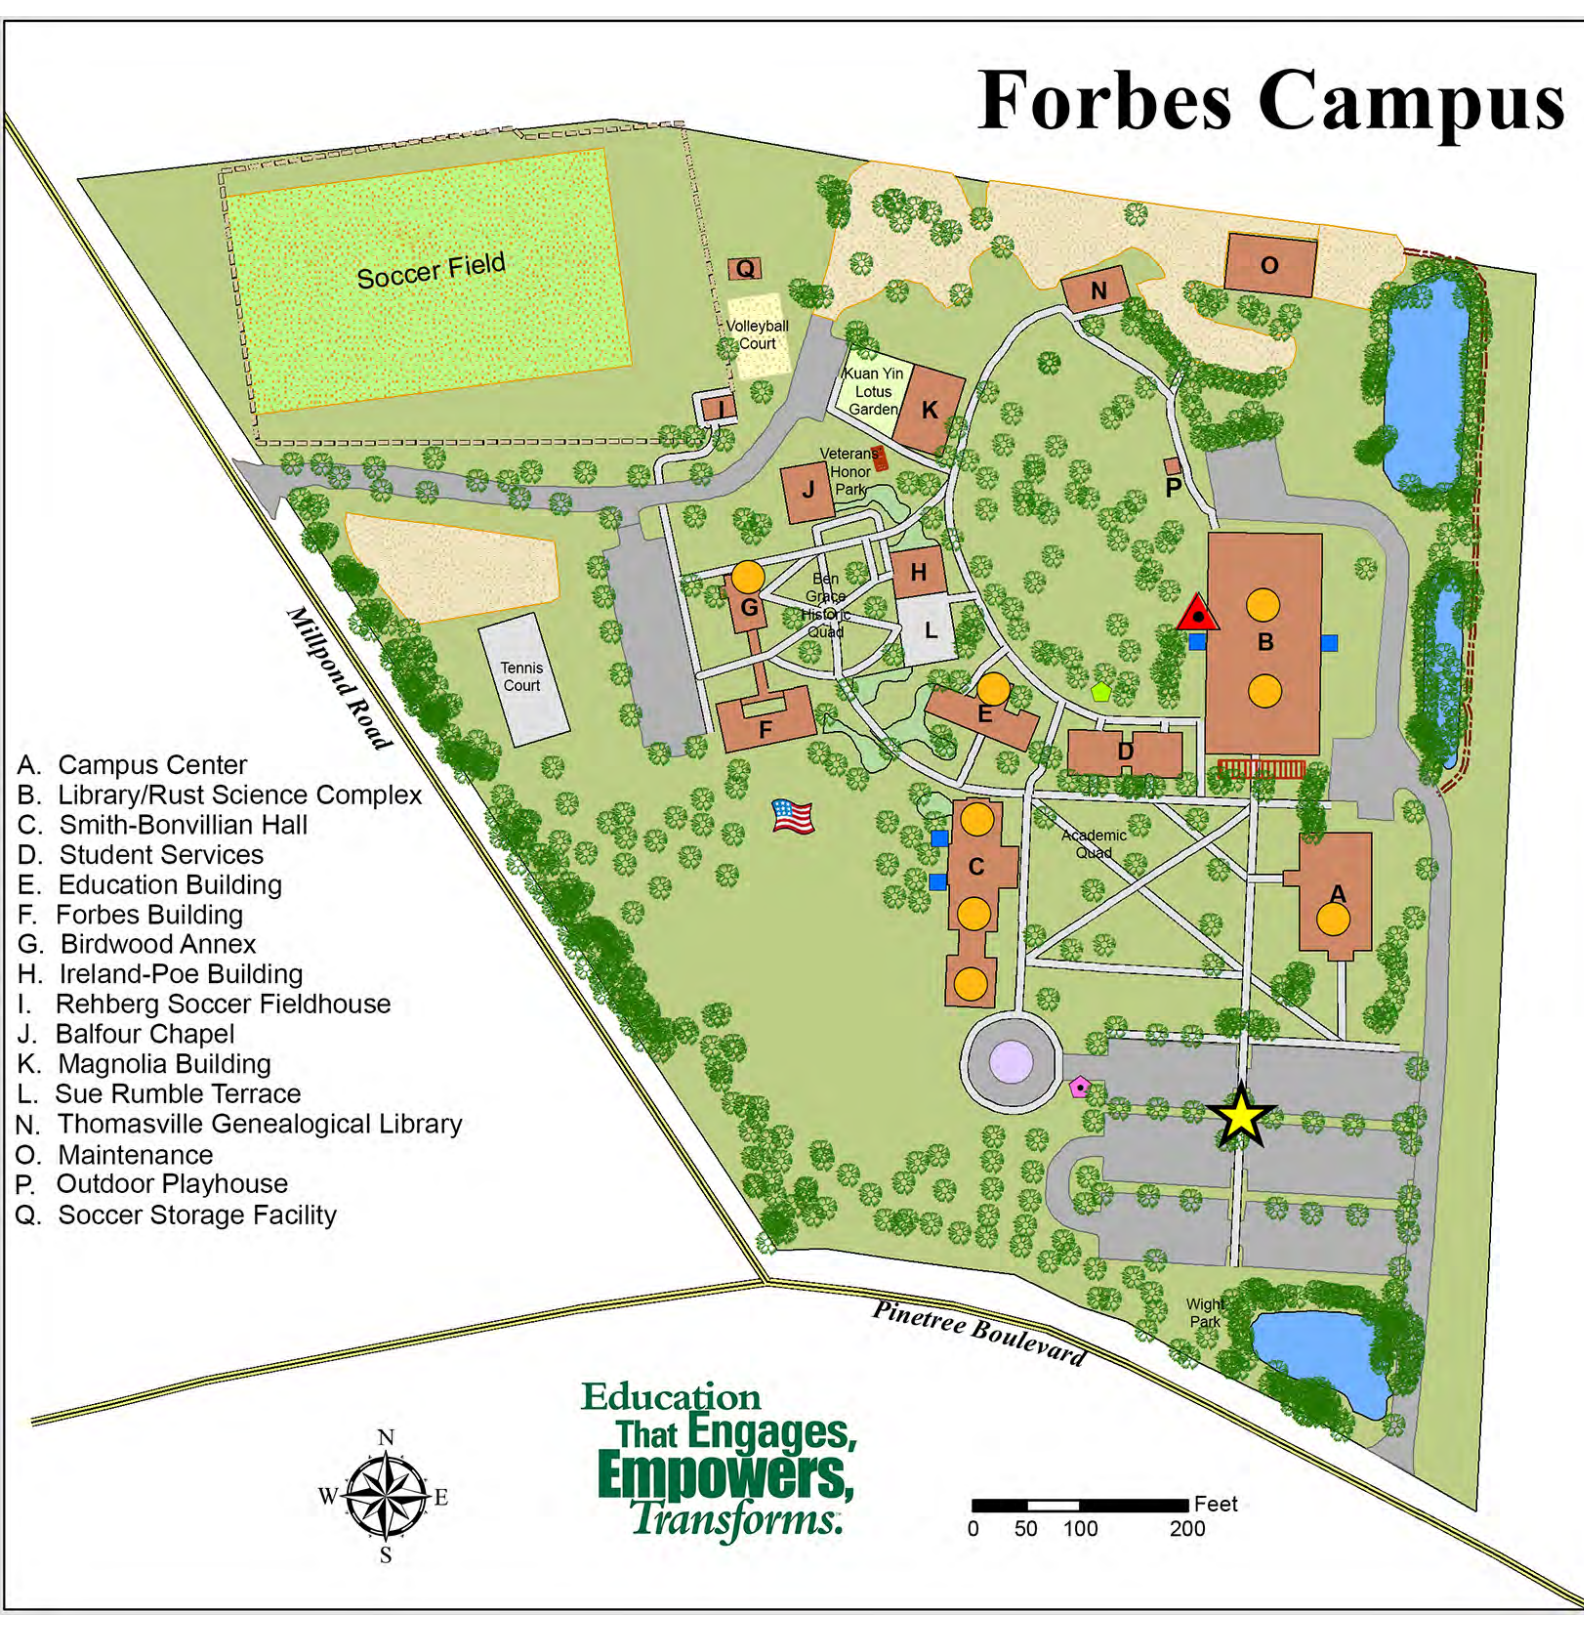 Forbes Campus
Soccer Field
Q
Volleyball
Court
O
N
Kuan Yin
Lotus
Garden
K
I
Veterans
Honor
Park
J
P
H
Ben
Grace
Historic
Quad
G
L
B
Tennis
Court
E
F
D
Millpond Road
Academic
Quad
C
A
A. Campus Center
B. Library/Rust Science Complex
C. Smith-Bonvillian Hall
D. Student Services
E. Education Building
F. Forbes Building
G. Birdwood Annex
H. Ireland-Poe Building
I. Rehberg Soccer Fieldhouse
J. Balfour Chapel
K. Magnolia Building
L. Sue Rumble Terrace
N. Thomasville Genealogical Library
O. Maintenance
P. Outdoor Playhouse
Q. Soccer Storage Facility
Wight
Park
Pinetree Boulevard
Education
That Engages,
Empowers,
Transforms.
N
W E
S
Feet
0 50 100 200